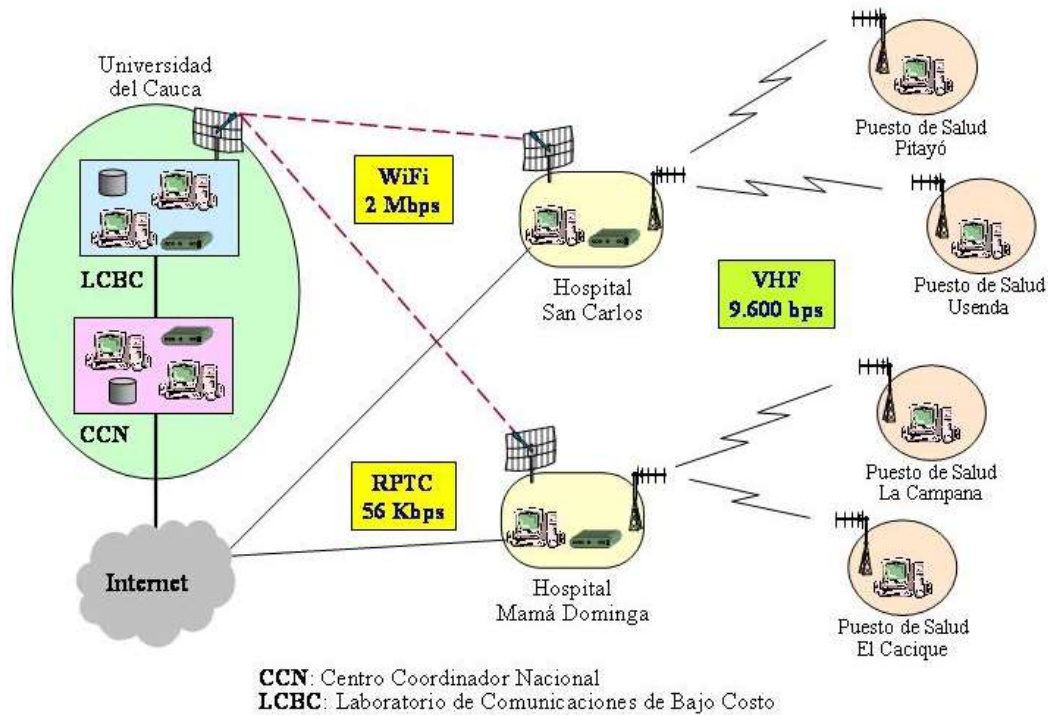 Universidad
del Cauca
LCBC
CCN
Internet
WiFi
2 Mbps
RPTC
56 Kbps
Hospital
San Carlos
Hospital
Mamá Dominga
VHF
9.600 bps
Puesto de Salud
Pitayó
Puesto de Salud
Usenda
Puesto de Salud
La Campana
Puesto de Salud
El Cacique
CCN: Centro Coordinador Nacional
LCBC: Laboratorio de Comunicaciones de Bajo Costo